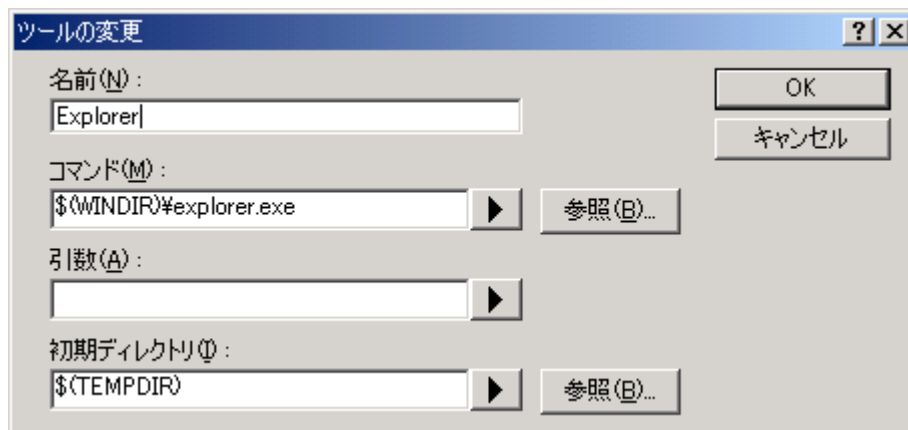 ツールの変更
名前(N):
Explorer
OK
キャンセル
コマンド(M):
$(WINDIR)¥explorer.exe
参照(B)...
引数(A):
初期ディレクトリ(I):
$(TEMPDIR)
参照(B)...